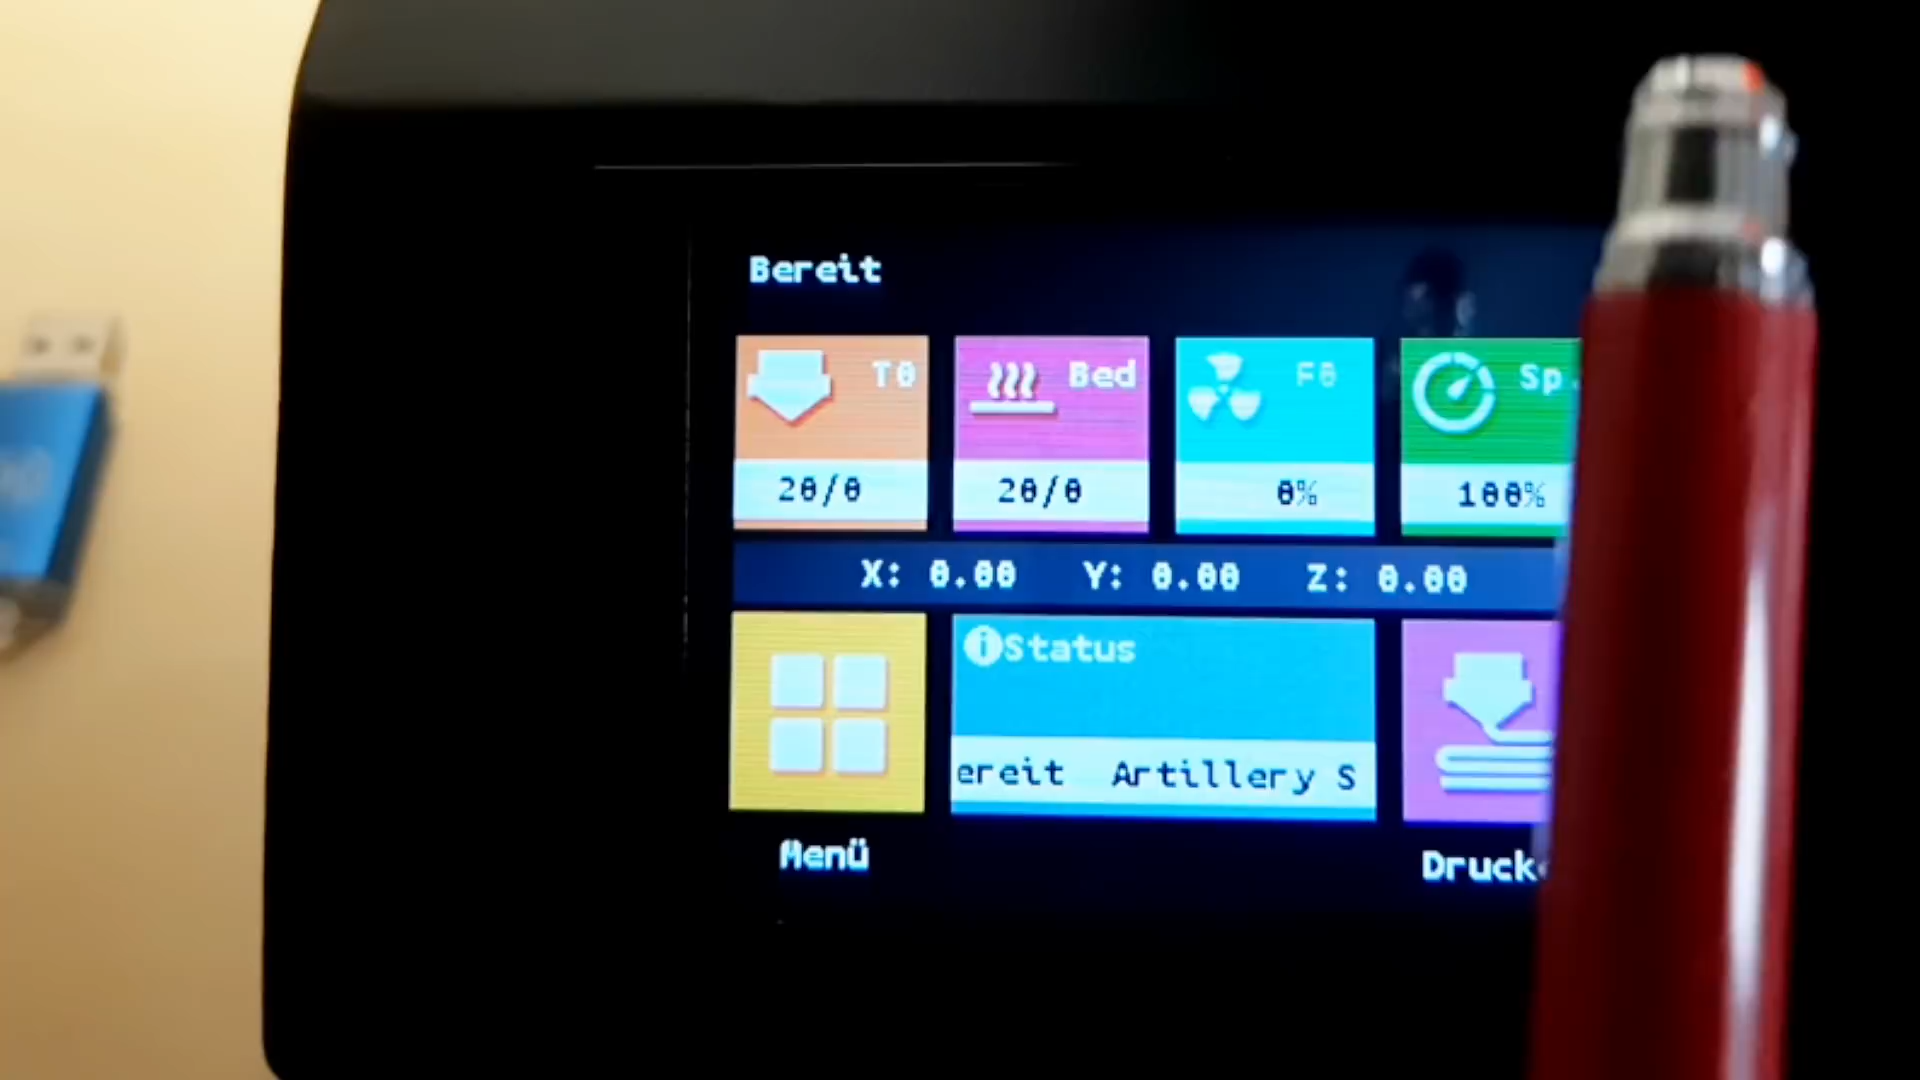 Bereit
T0 Bed F0 Sp.
20/0 20/0 0% 100%
X: 0.00 Y: 0.00 Z: 0.00
Status
ereit Artillery S
Menü Druck